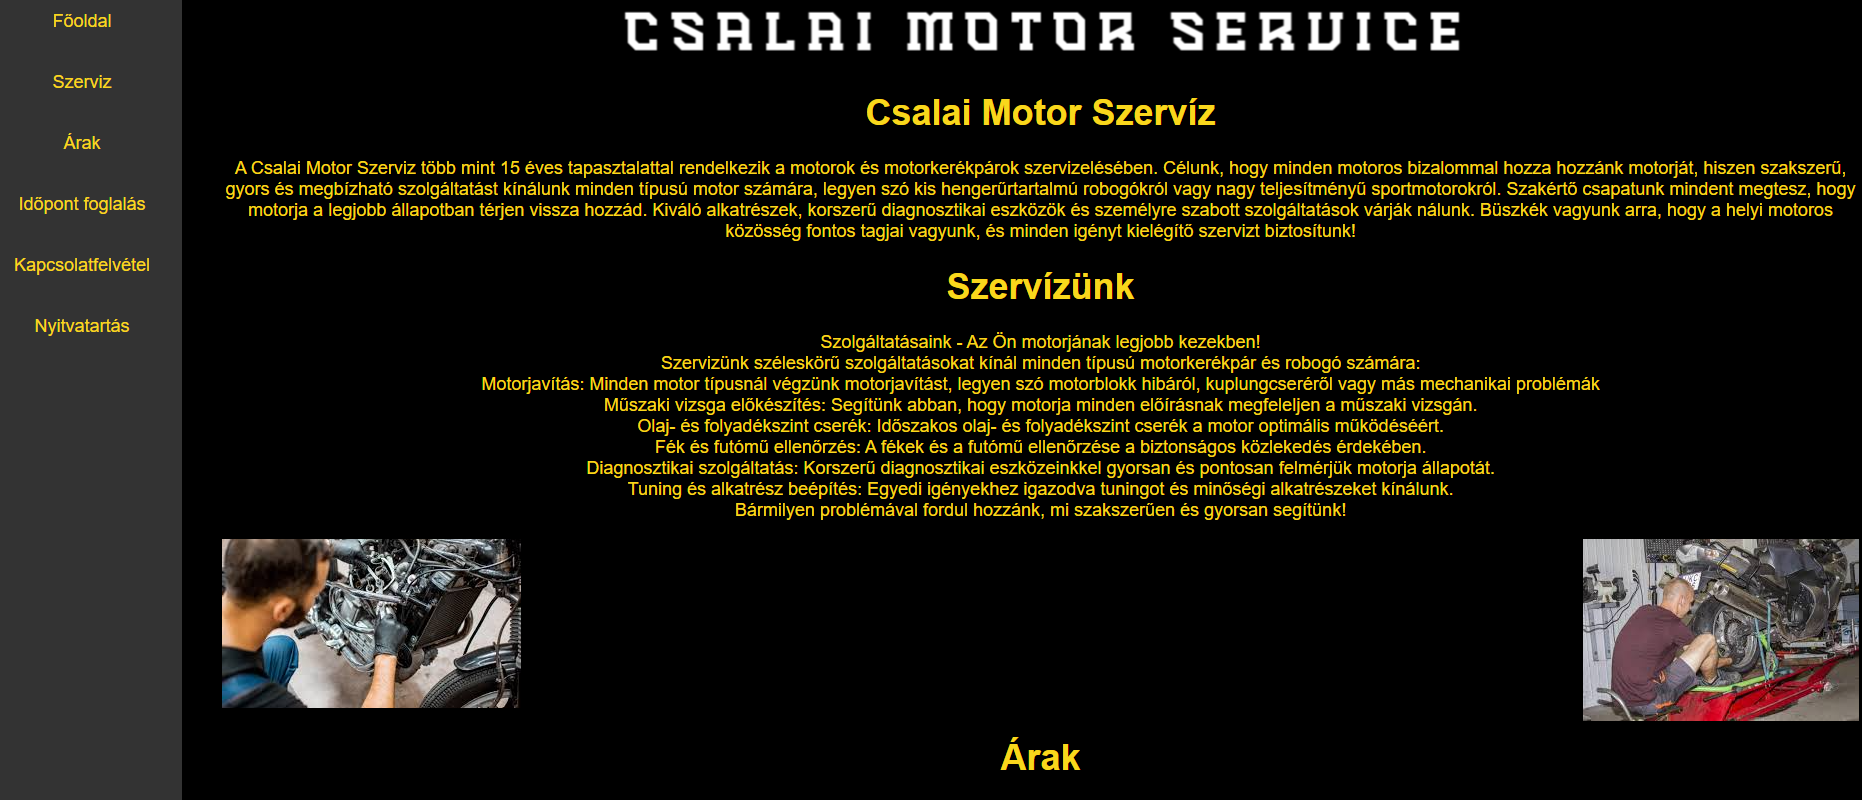 Főoldal
Szerviz
Árak
Időpont foglalás
Kapcsolatfelvétel
Nyitvatartás
CSALAI MOTOR SERVICE
Csalai Motor Szervíz
A Csalai Motor Szerviz több mint 15 éves tapasztalattal rendelkezik a motorok és motorkerékpárok szervizelésében. Célunk, hogy minden motoros bizalommal hozza hozzánk motorját, hiszen szakszerű,
gyors és megbízható szolgáltatást kínálunk minden típusú motor számára, legyen szó kis hengerűrtartalmú robogókról vagy nagy teljesítményű sportmotorokról. Szakértő csapatunk mindent megtesz, hogy
motorja a legjobb állapotban térjen vissza hozzád. Kiváló alkatrészek, korszerű diagnosztikai eszközök és személyre szabott szolgáltatások várják nálunk. Büszkék vagyunk arra, hogy a helyi motoros
közösség fontos tagjai vagyunk, és minden igényt kielégítő szervizt biztosítunk!
Szervízünk
Szolgáltatásaink - Az Ön motorjának legjobb kezekben!
Szervizünk széleskörű szolgáltatásokat kínál minden típusú motorkerékpár és robogó számára:
Motorjavítás: Minden motor típusnál végzünk motorjavítást, legyen szó motorblokk hibáról, kuplungcseréről vagy más mechanikai problémák
Műszaki vizsga előkészítés: Segítünk abban, hogy motorja minden előírásnak megfeleljen a műszaki vizsgán.
Olaj- és folyadékszint cserék: Időszakos olaj- és folyadékszint cserék a motor optimális működéséért.
Fék és futómű ellenőrzés: A fékek és a futómű ellenőrzése a biztonságos közlekedés érdekében.
Diagnosztikai szolgáltatás: Korszerű diagnosztikai eszközeinkkel gyorsan és pontosan felmérjük motorja állapotát.
Tuning és alkatrész beépítés: Egyedi igényekhez igazodva tuningot és minőségi alkatrészeket kínálunk.
Bármilyen problémával fordul hozzánk, mi szakszerűen és gyorsan segítünk!
Árak